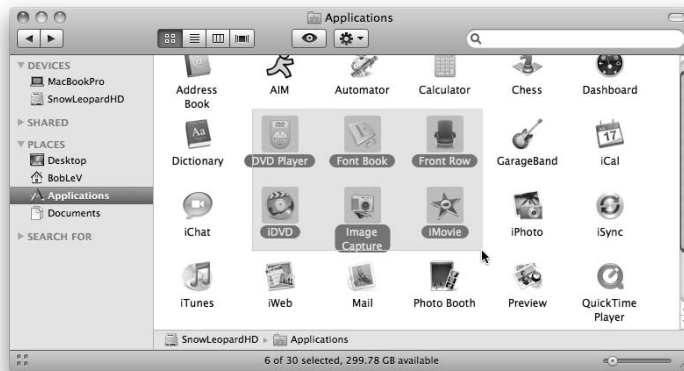 Applications
DEVICES
MacBookPro
SnowLeopardHD
SHARED
PLACES
Desktop
BobLeV
Applications
Documents
SEARCH FOR
Address Book
AIM
Automator
Calculator
Chess
Dashboard
Aa
17
Dictionary
DVD Player
Font Book
Front Row
GarageBand
iCal
iChat
iDVD
Image Capture
iMovie
iPhoto
iSync
iTunes
iWeb
Mail
Photo Booth
Preview
QuickTime Player
SnowLeopardHD
Applications
6 of 30 selected, 299.78 GB available